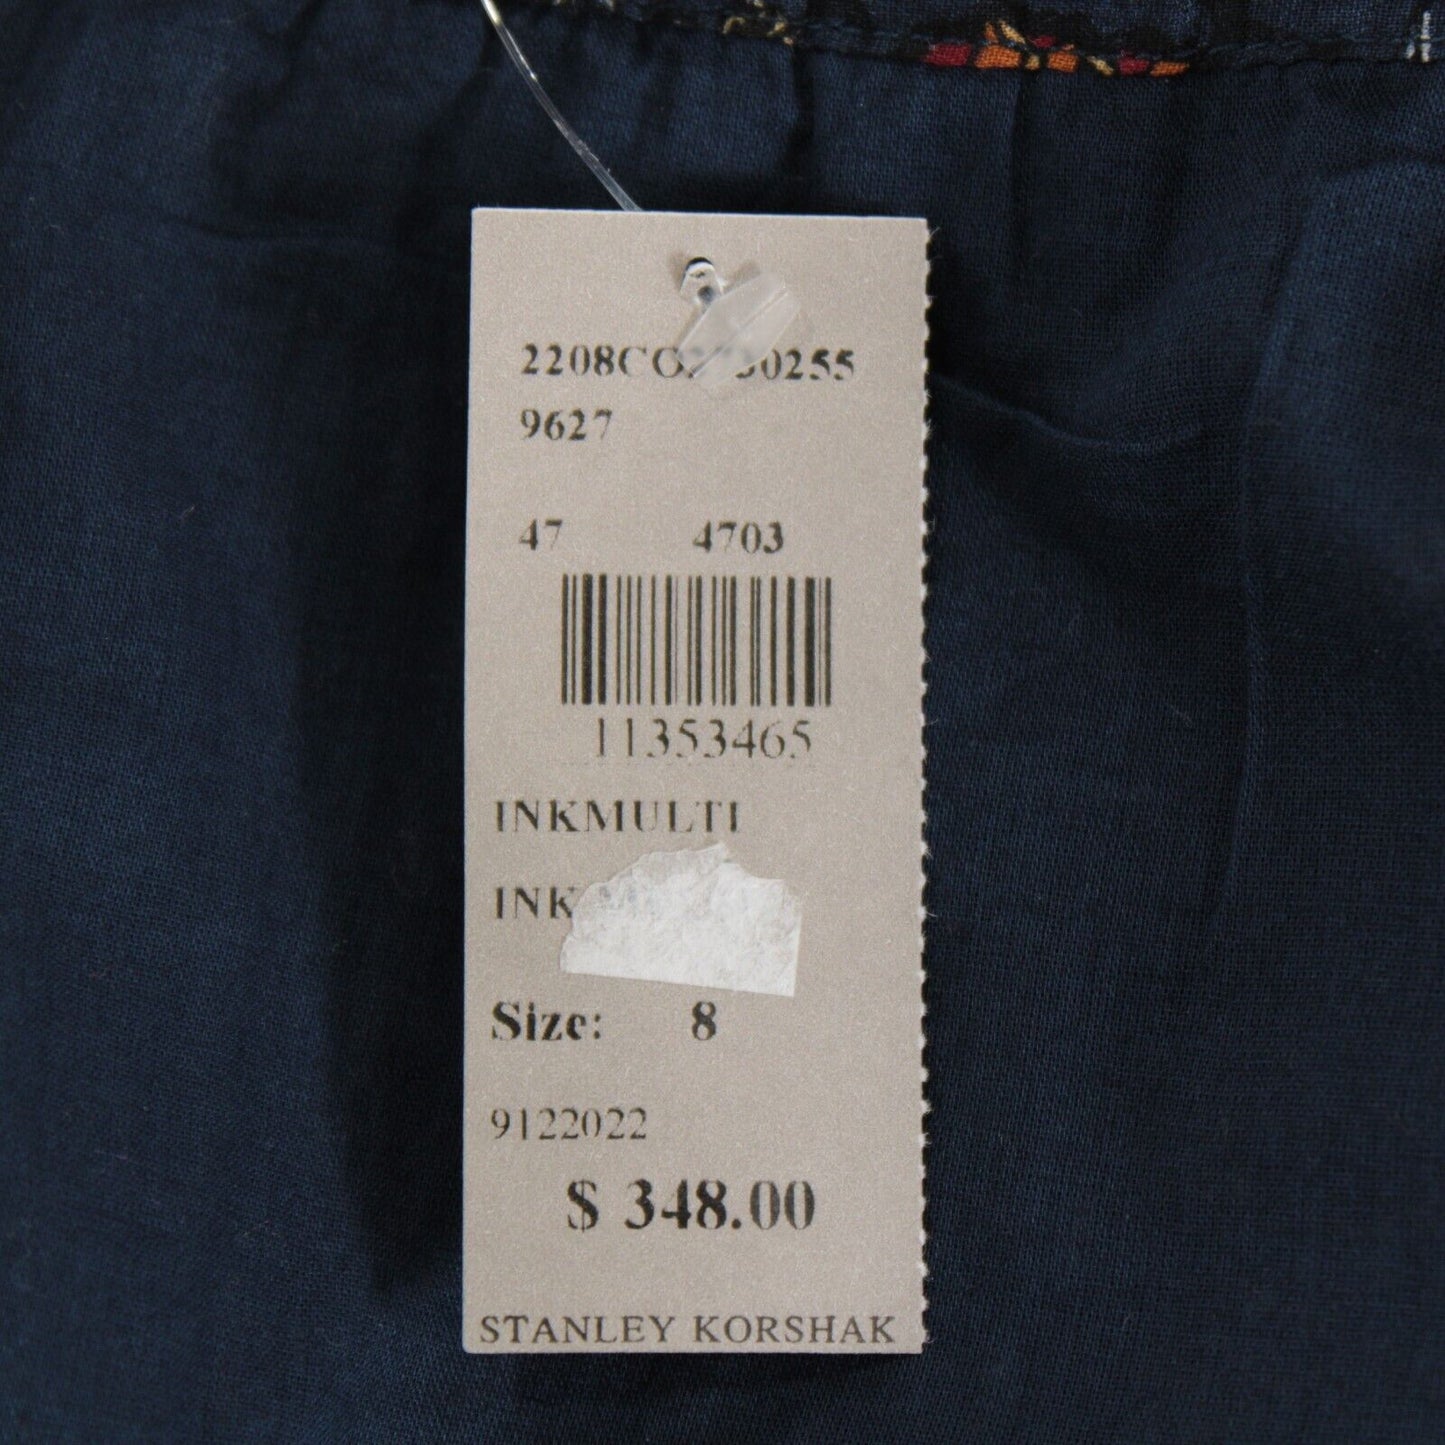 9627
47 4703
11353465
INKMULTI
Size: 8
9122022
$ 348.00
STANLEY KORSHAK